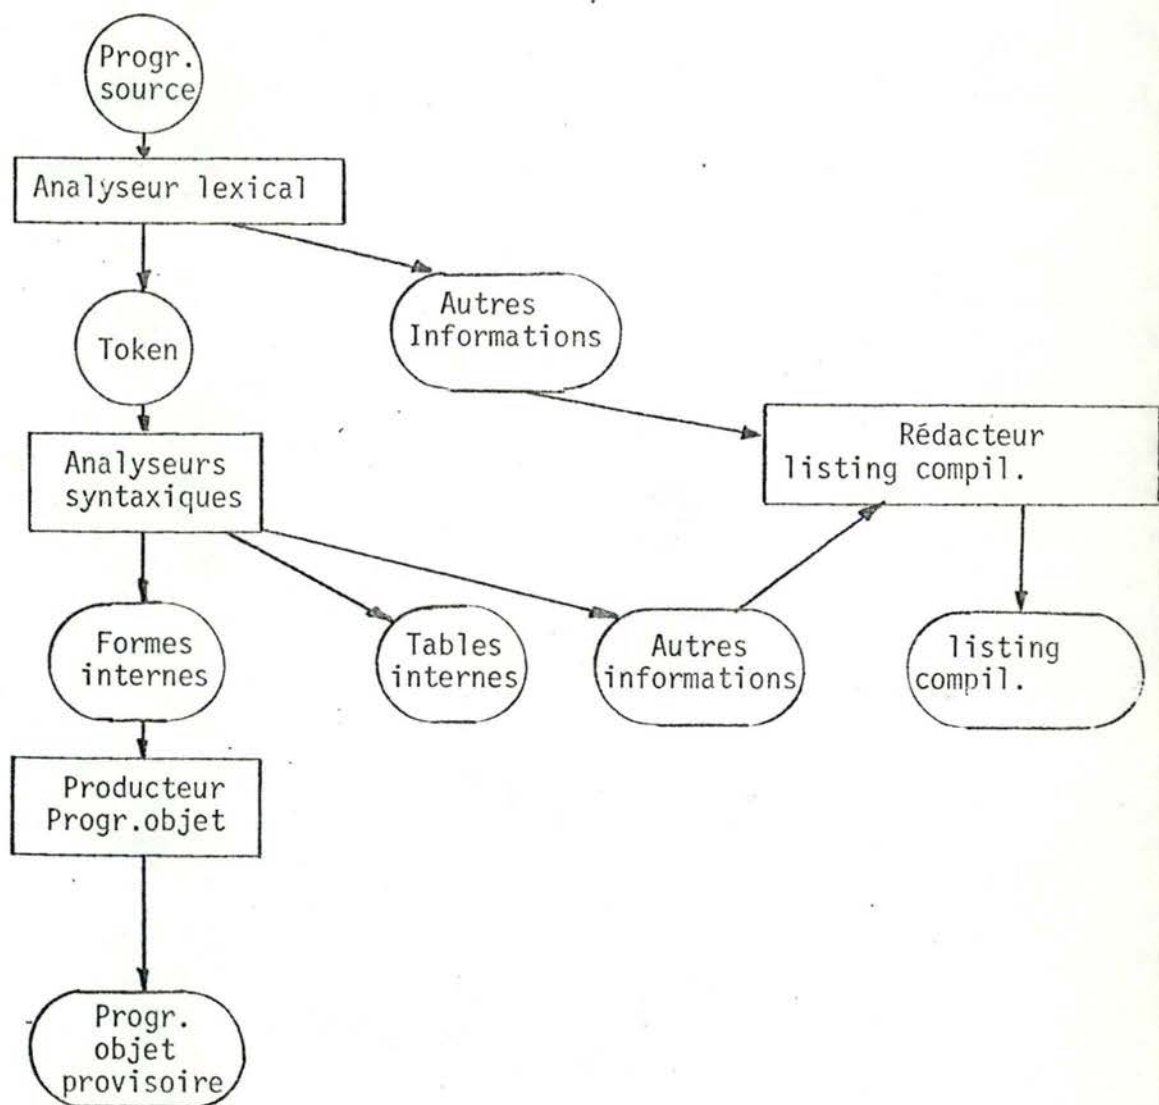 Progr.
source
Analyseur lexical
Autres
Informations
Token
Rédacteur
listing compil.
Analyseurs
syntaxiques
Formes
internes
Tables
internes
Autres
informations
listing
compil.
Producteur
Progr.objet
Progr.
objet
provisoire